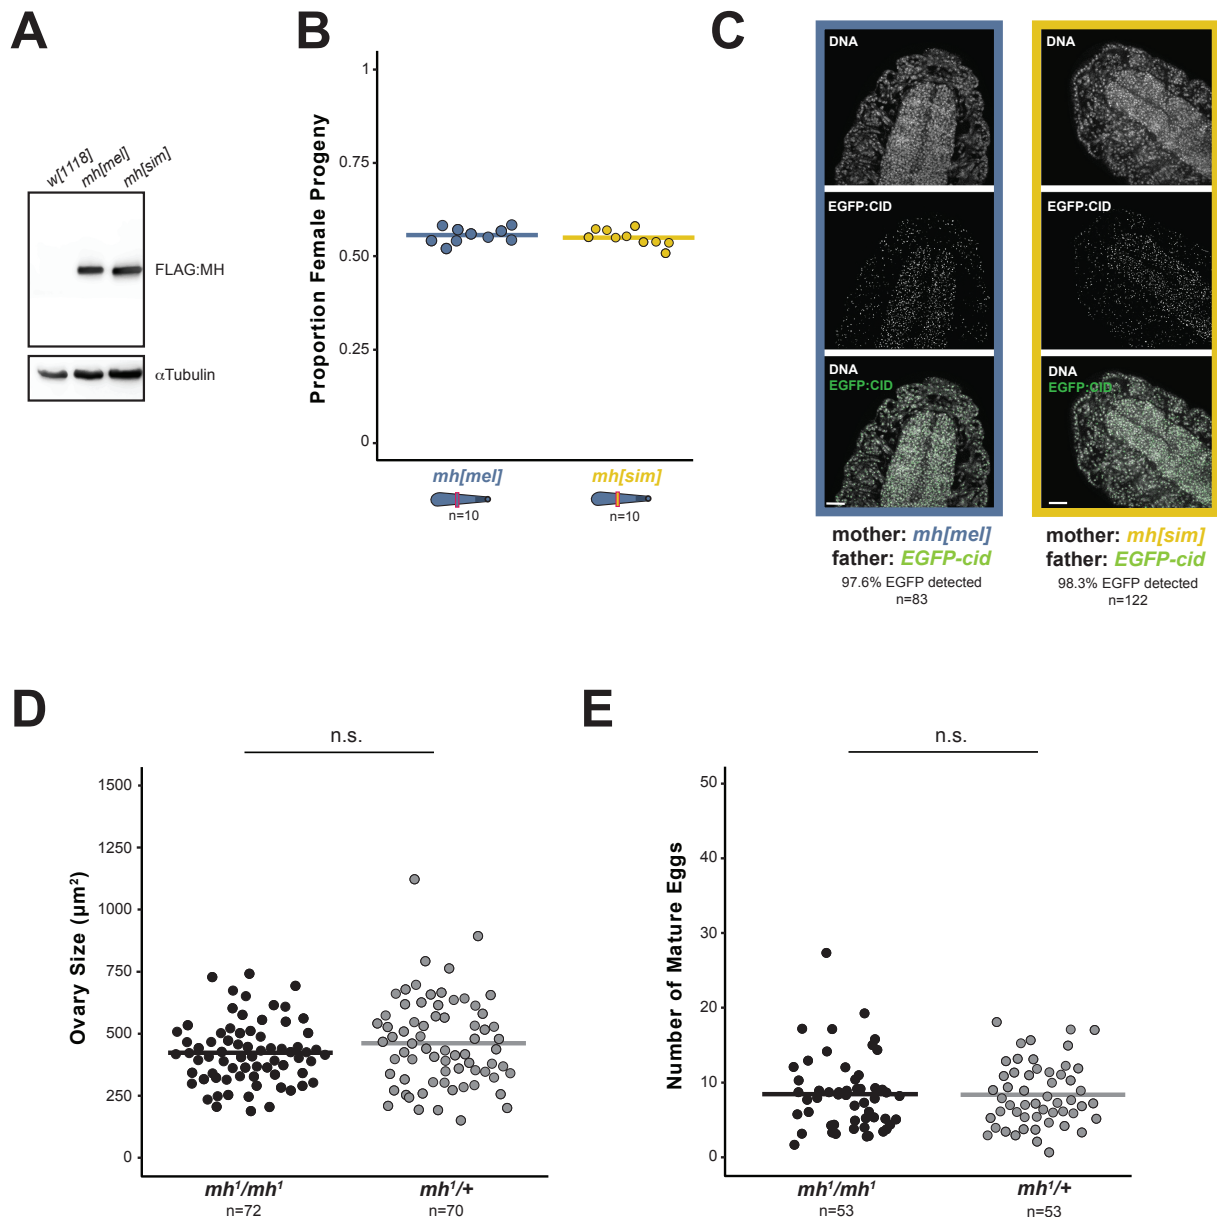 A
w[1118]
mh[mel]
mh[sim]
FLAG:MH
αTubulin
B
Proportion Female Progeny
1
0.75
0.50
0.25
0
mh[mel]
n=10
mh[sim]
n=10
C
DNA
EGFP:CID
DNA
EGFP:CID
mother: mh[mel]
father: EGFP-cid
97.6% EGFP detected
n=83
DNA
EGFP:CID
DNA
EGFP:CID
mother: mh[sim]
father: EGFP-cid
98.3% EGFP detected
n=122
D
n.s.
Ovary Size (µm²)
1500
1250
1000
750
500
250
0
mh¹/mh¹
n=72
mh¹/+
n=70
E
n.s.
Number of Mature Eggs
50
40
30
20
10
0
mh¹/mh¹
n=53
mh¹/+
n=53